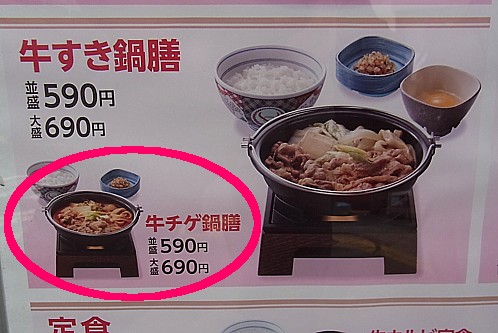 牛すき鍋膳
並盛590円
大盛690円
牛チゲ鍋膳
並盛590円
大盛690円
定食